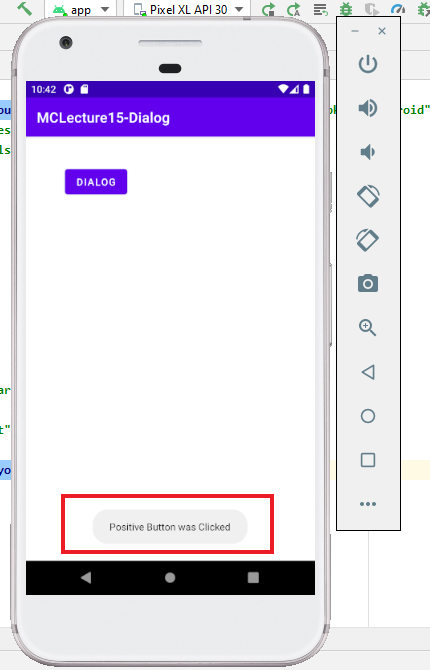 app
Pixel XL API 30
10:42
MCLecture15-Dialog
DIALOG
Positive Button was Clicked